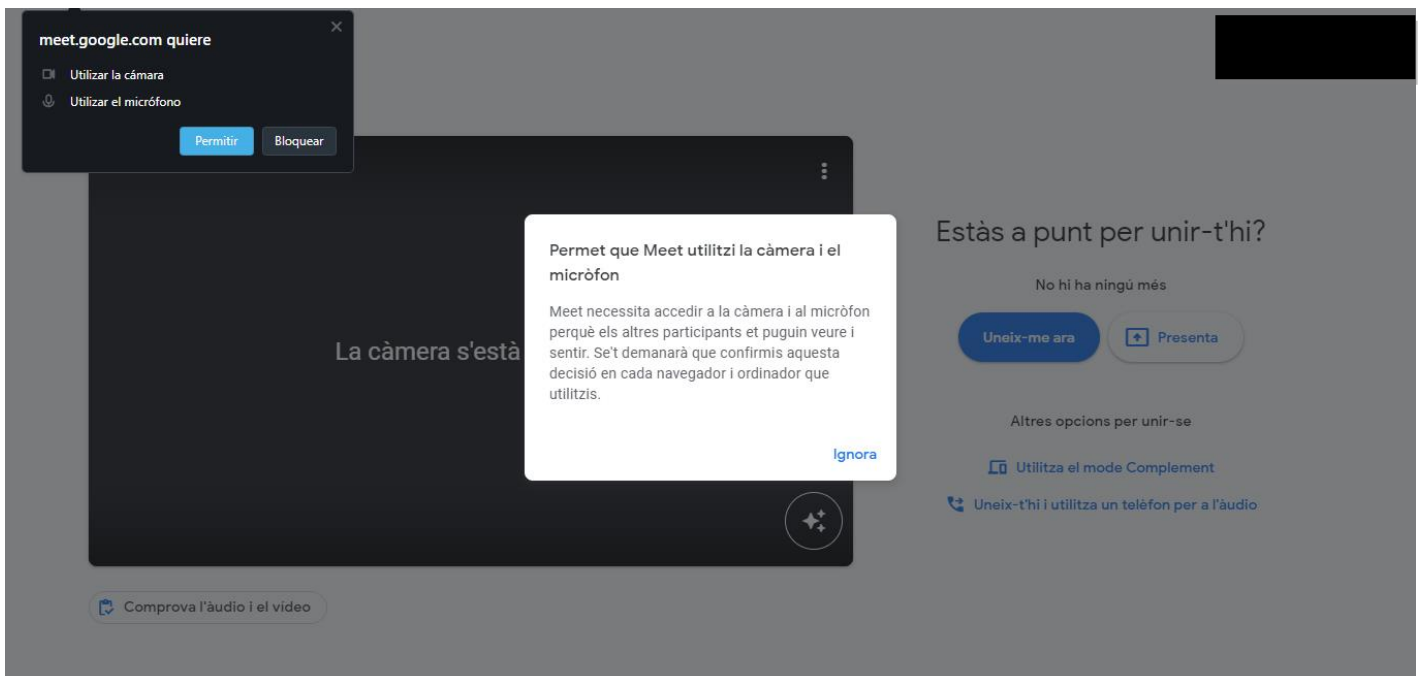 meet.google.com quiere
Utilizar la cámara
Utilizar el micrófono
Permitir
Bloquear
La càmera s'està
Permet que Meet utilitzi la càmera i el
micròfon
Meet necessita accedir a la càmera i al micròfon
perquè els altres participants et puguin veure i
sentir. Se't demanarà que confirmis aquesta
decisió en cada navegador i ordinador que
utilitzis.
Ignora
Estàs a punt per unir-t'hi?
No hi ha ningú més
Uneix-me ara
Presenta
Altres opcions per unir-se
Utilitza el mode Complement
Uneix-t'hi i utilitza un telèfon per a l'àudio
Comprova l'àudio i el vídeo